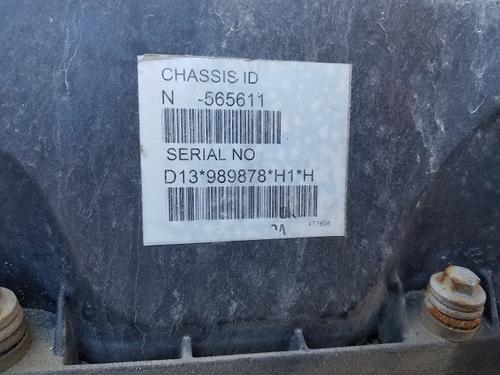 CHASSIS ID
N -565611
SERIAL NO
D13*989878*H1*H